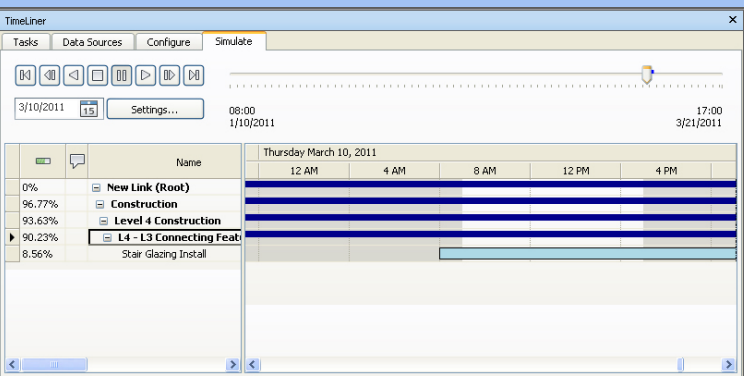 TimeLiner
Tasks Data Sources Configure Simulate
3/10/2011 15 Settings... 08:00 17:00
1/10/2011 3/21/2011
Name Thursday March 10, 2011
12 AM 4 AM 8 AM 12 PM 4 PM
0% New Link (Root)
96.77% Construction
93.63% Level 4 Construction
90.23% L4 - L3 Connecting Feat
8.56% Stair Glazing Install